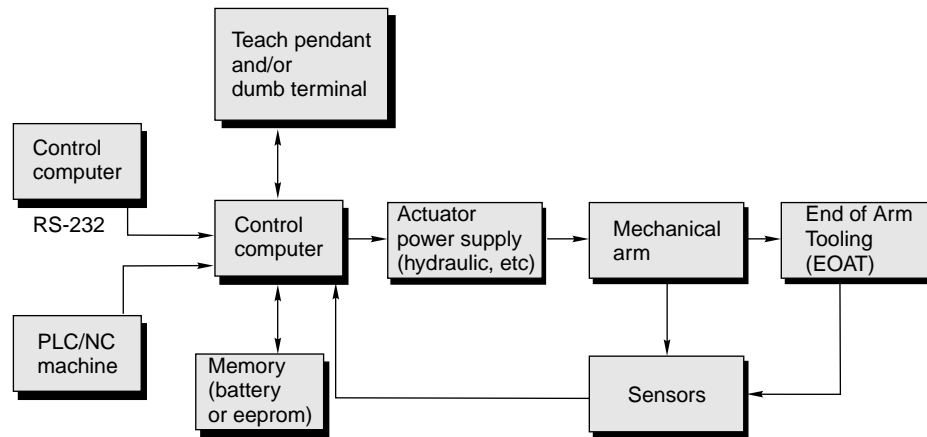 Teach pendant
and/or
dumb terminal
Control
computer
RS-232
Control
computer
Actuator
power supply
(hydraulic, etc)
Mechanical
arm
End of Arm
Tooling
(EOAT)
PLC/NC
machine
Memory
(battery
or eeprom)
Sensors